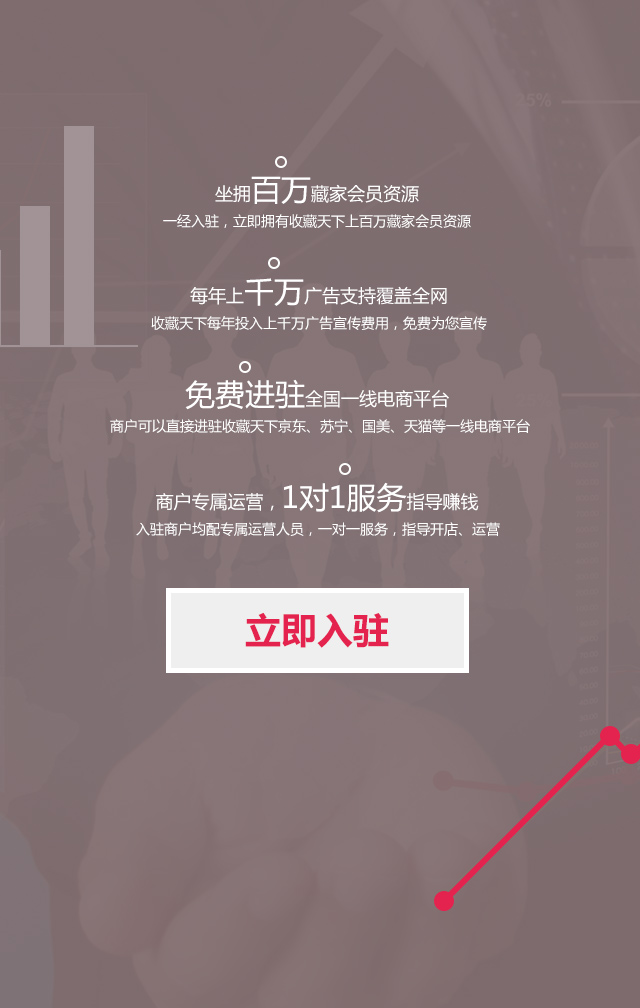 坐拥百万藏家会员资源
一经入驻，立即拥有收藏天下上百万藏家会员资源
每年上千万广告支持覆盖全网
收藏天下每年投入上千万广告宣传费用，免费为您宣传
免费进驻全国一线电商平台
商户可以直接进驻收藏天下京东、苏宁、国美、天猫等一线电商平台
商户专属运营，1对1服务指导赚钱
入驻商户均配专属运营人员，一对一服务，指导开店、运营
立即入驻